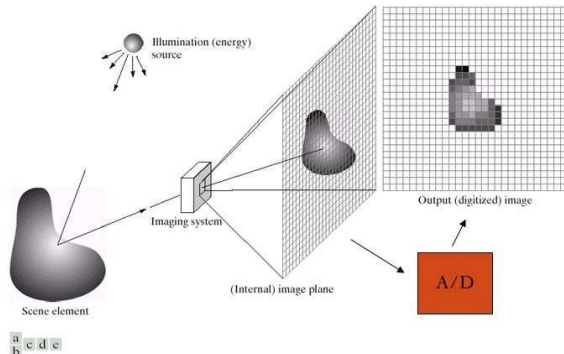 Illumination (energy)
source
Output (digitized) image
Imaging system
A/D
(Internal) image plane
Scene element
a
b c d e